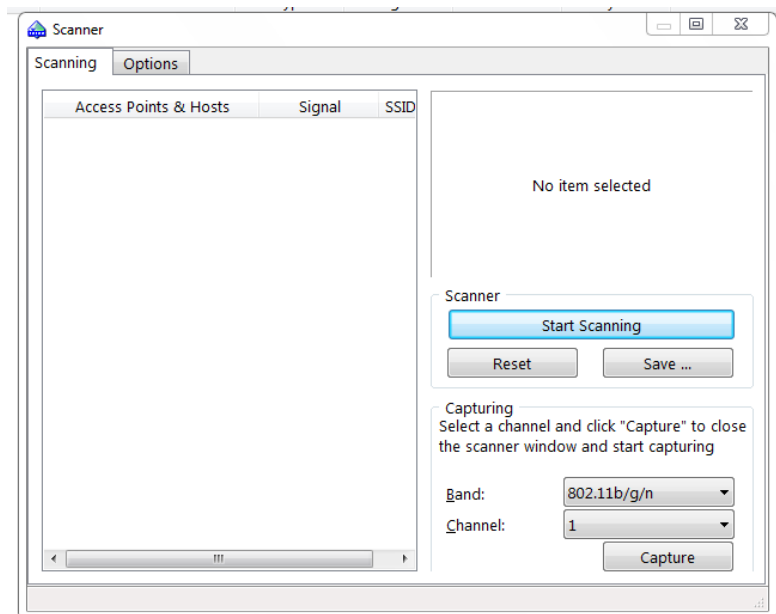 Scanner
Scanning Options
Access Points & Hosts Signal SSID
No item selected
Scanner
Start Scanning
Reset Save ...
Capturing
Select a channel and click "Capture" to close
the scanner window and start capturing
Band: 802.11b/g/n
Channel: 1
Capture